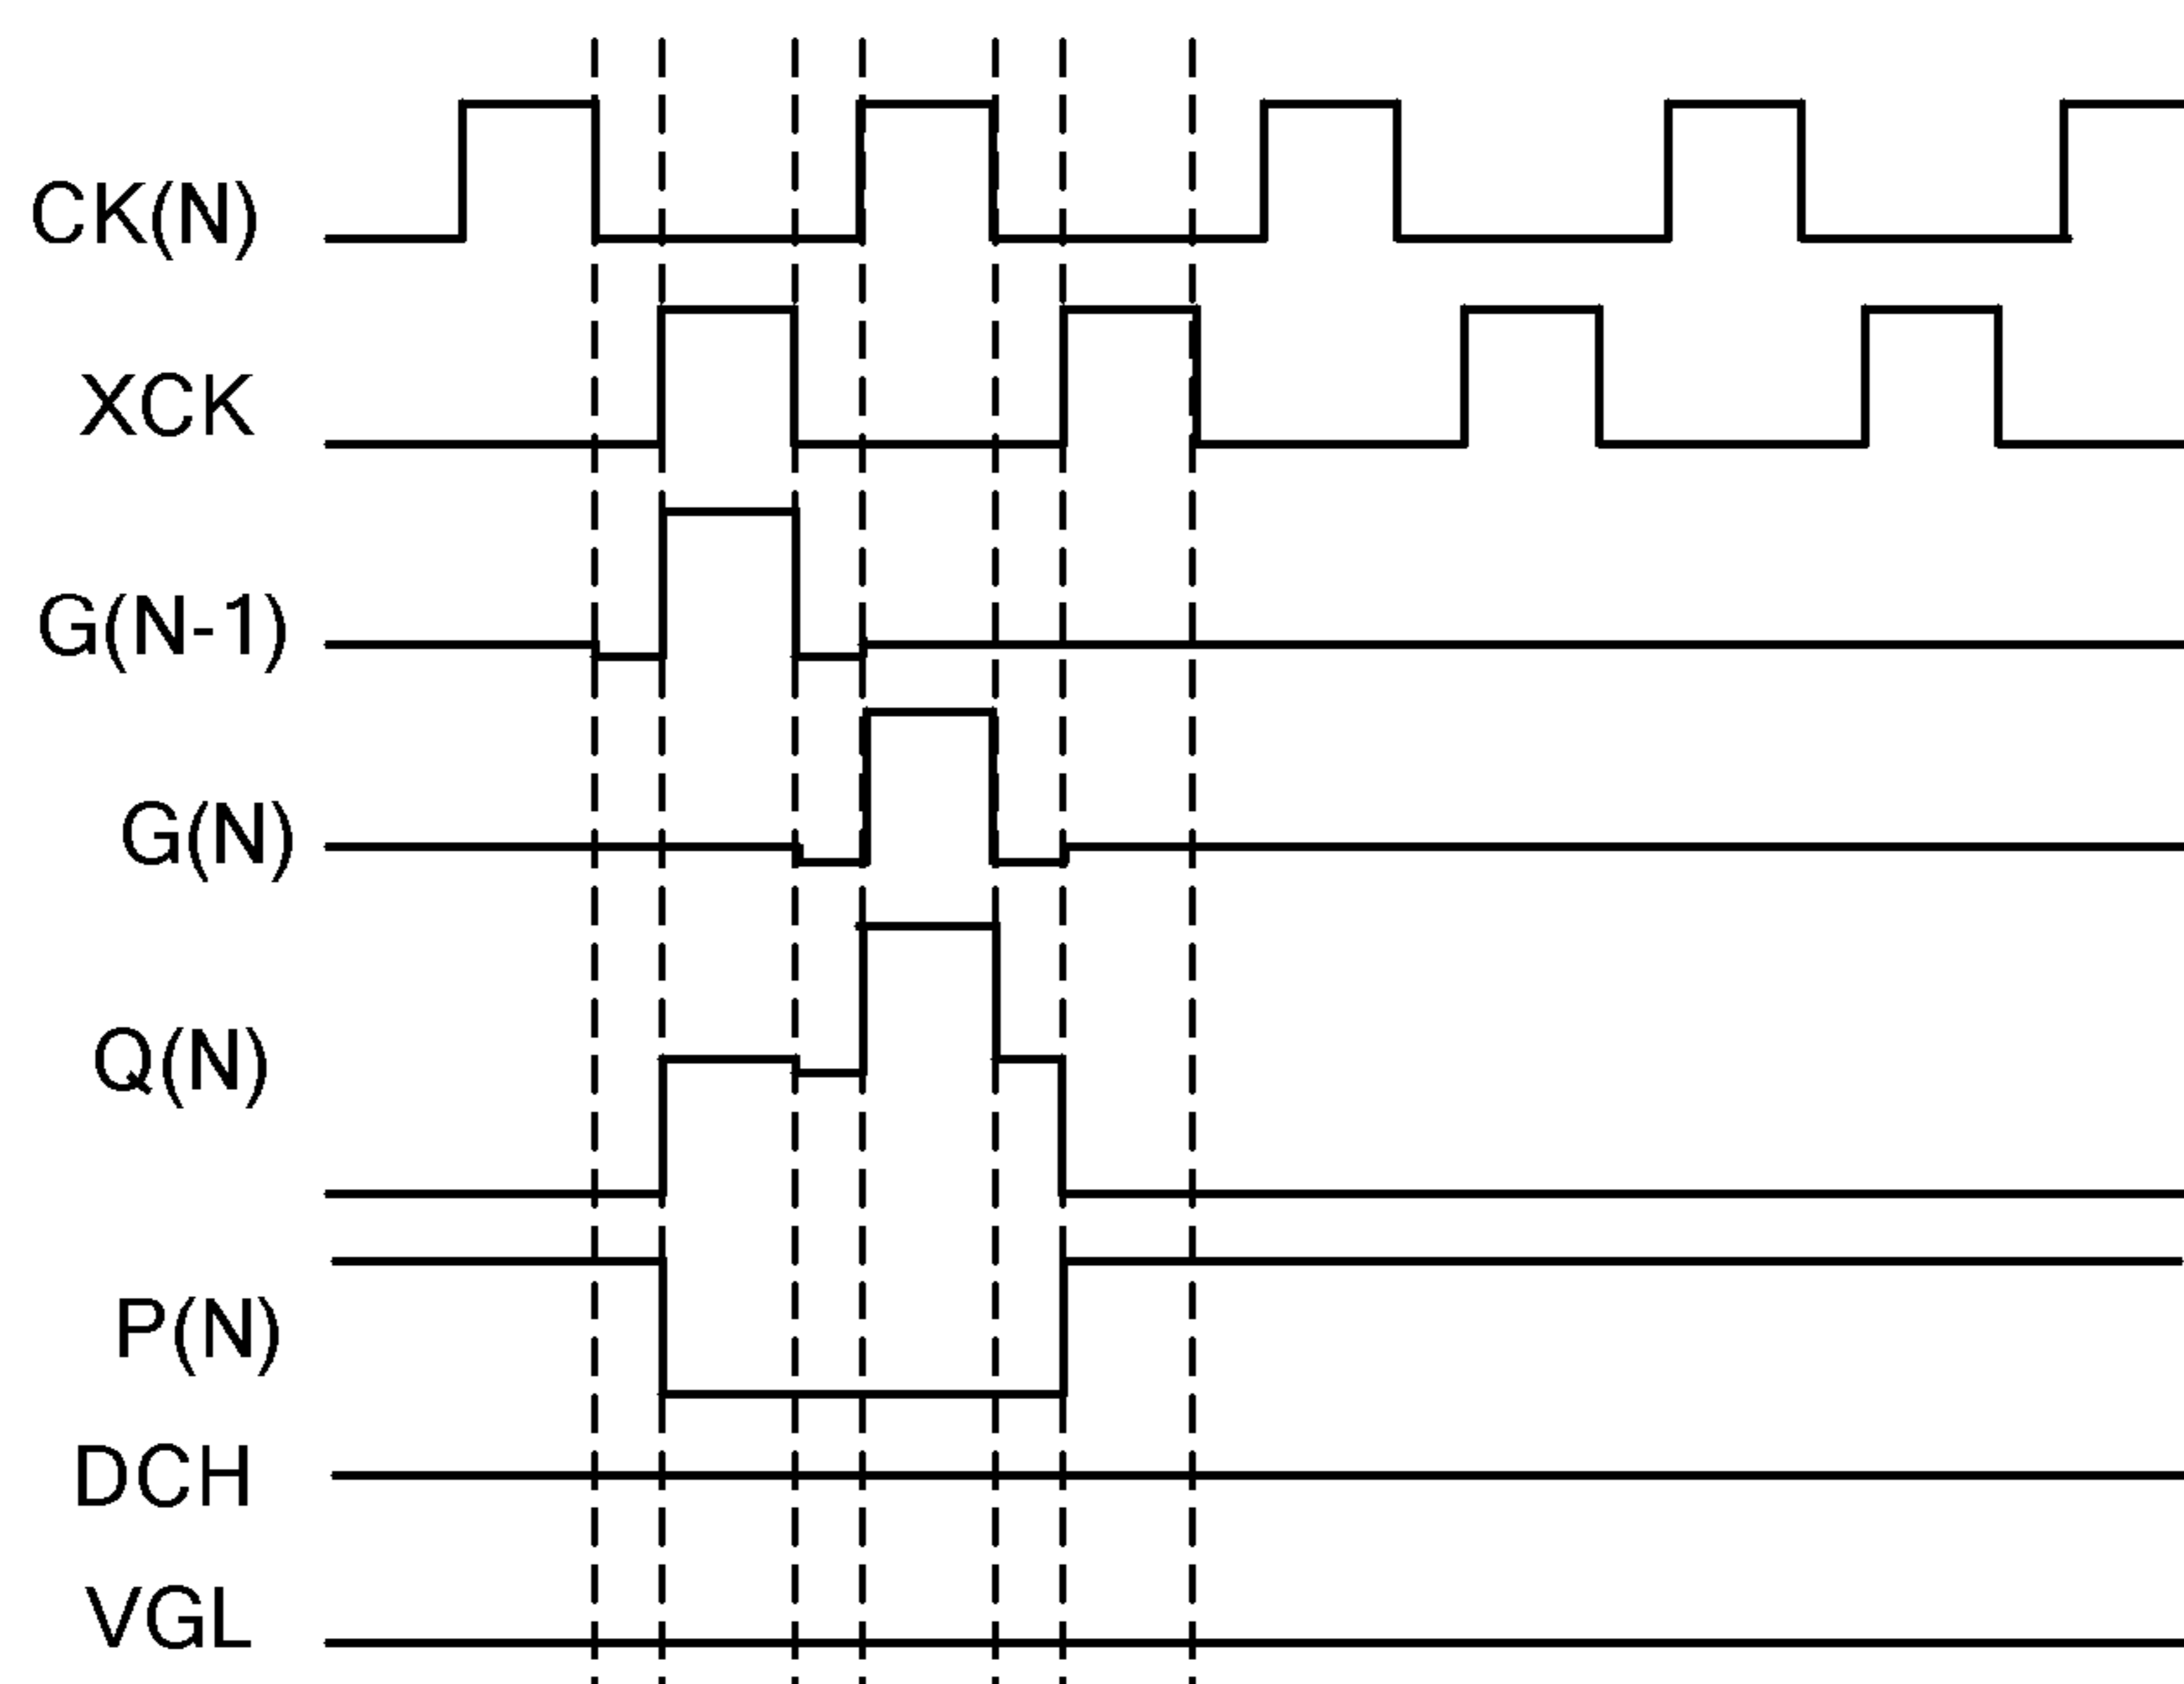 CK(N)
XCK
G(N-1)
G(N)
Q(N)
P(N)
DCH
VGL